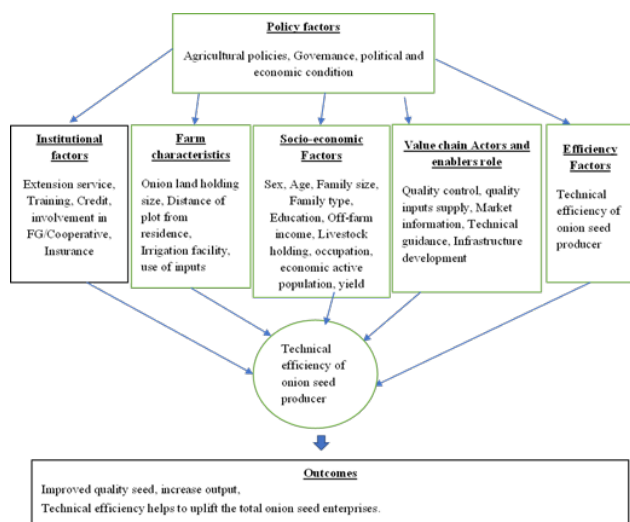 Policy factors
Agricultural policies, Governance, political and
economic condition
Institutional
factors
Extension service,
Training, Credit,
involvement in
FG/Cooperative,
Insurance
Farm
characteristics
Onion land holding
size, Distance of
plot from
residence,
Irrigation facility,
use of inputs
Socio-economic
Factors
Sex, Age, Family size,
Family type,
Education, Off-farm
income, Livestock
holding, occupation,
economic active
population, yield
Value chain Actors and
enablers role
Quality control, quality
inputs supply, Market
information, Technical
guidance, Infrastructure
development
Efficiency
Factors
Technical
efficiency of
onion seed
producer
Technical
efficiency of
onion seed
producer
Outcomes
Improved quality seed, increase output,
Technical efficiency helps to uplift the total onion seed enterprises.